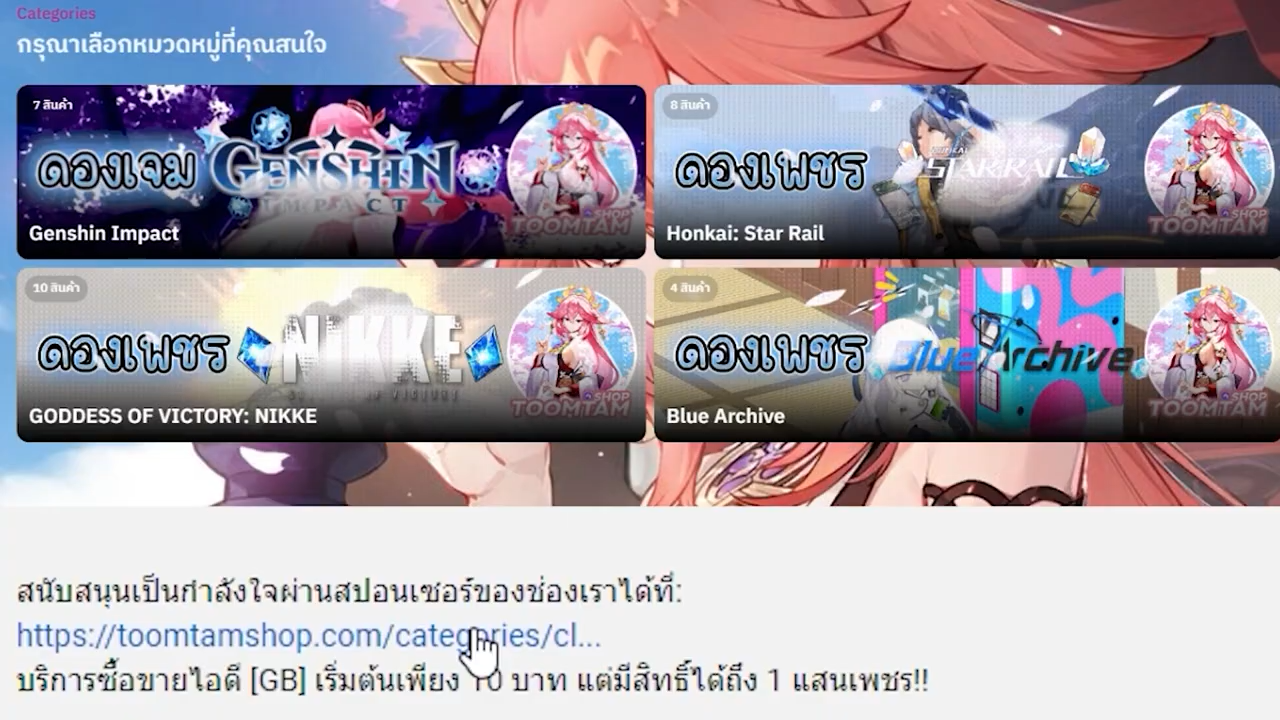 Categories
กรุณาเลือกหมวดหมู่ที่คุณสนใจ
7 สินค้า
ดองเจม GENSHIN
IMPACT
SHOP
TOOMTAM
Genshin Impact
8 สินค้า
ดองเพชร STAR RAIL
SHOP
TOOMTAM
Honkai: Star Rail
10 สินค้า
ดองเพชร NIKKE
SHOP
TOOMTAM
GODDESS OF VICTORY: NIKKE
4 สินค้า
ดองเพชร Blue Archive
SHOP
TOOMTAM
Blue Archive
สนับสนุนเป็นกำลังใจผ่านสปอนเซอร์ของช่องเราได้ที่:
https://toomtamshop.com/categories/cl...
บริการซื้อขายไอดี [GB] เริ่มต้นเพียง 10 บาท แต่มีสิทธิ์ได้ถึง 1 แสนเพชร!!